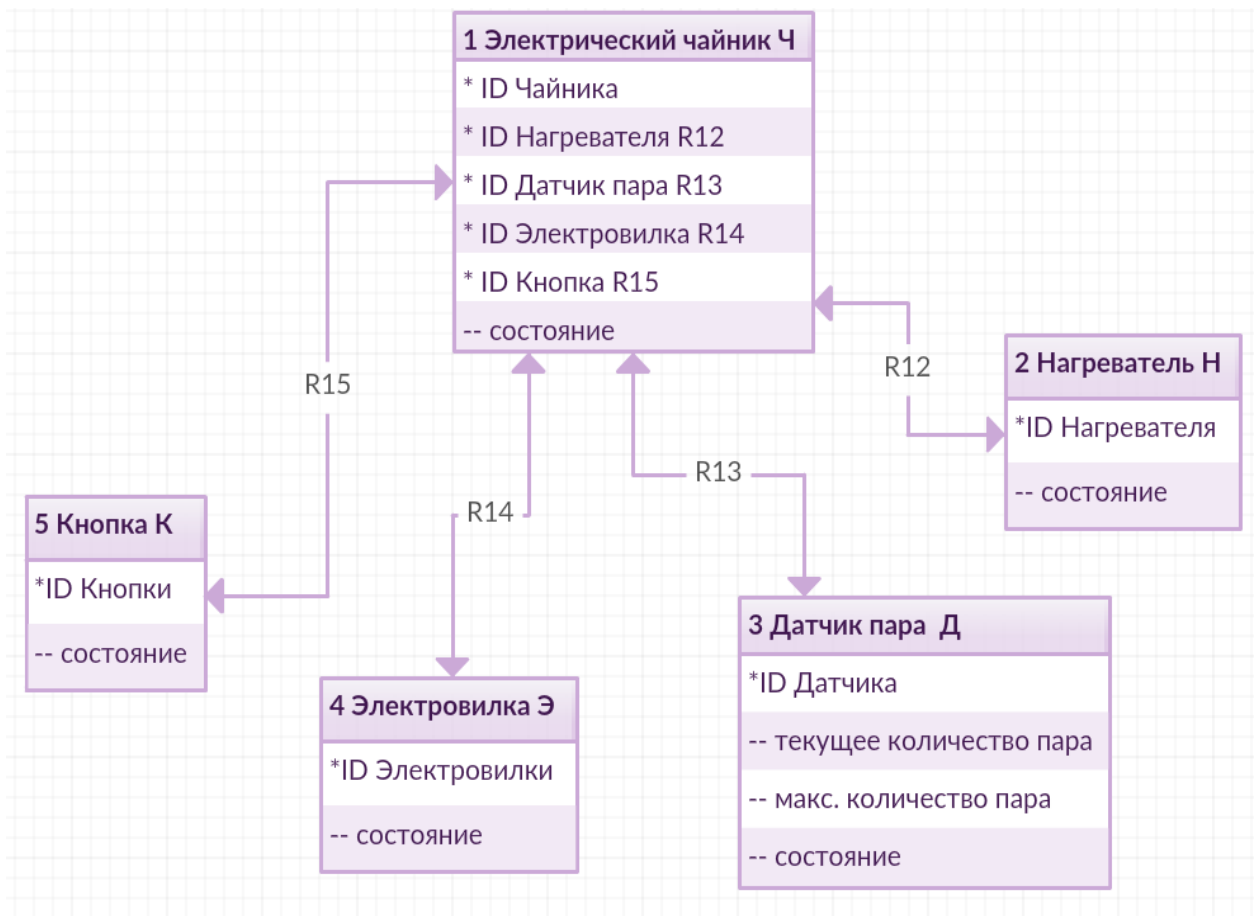 1 Электрический чайник Ч
* ID Чайника
* ID Нагревателя R12
* ID Датчик пара R13
* ID Электровилка R14
* ID Кнопка R15
-- состояние
R15
R12
R13
R14
2 Нагреватель Н
*ID Нагревателя
-- состояние
5 Кнопка К
*ID Кнопки
-- состояние
4 Электровилка Э
*ID Электровилки
-- состояние
3 Датчик пара  Д
*ID Датчика
-- текущее количество пара
-- макс. количество пара
-- состояние